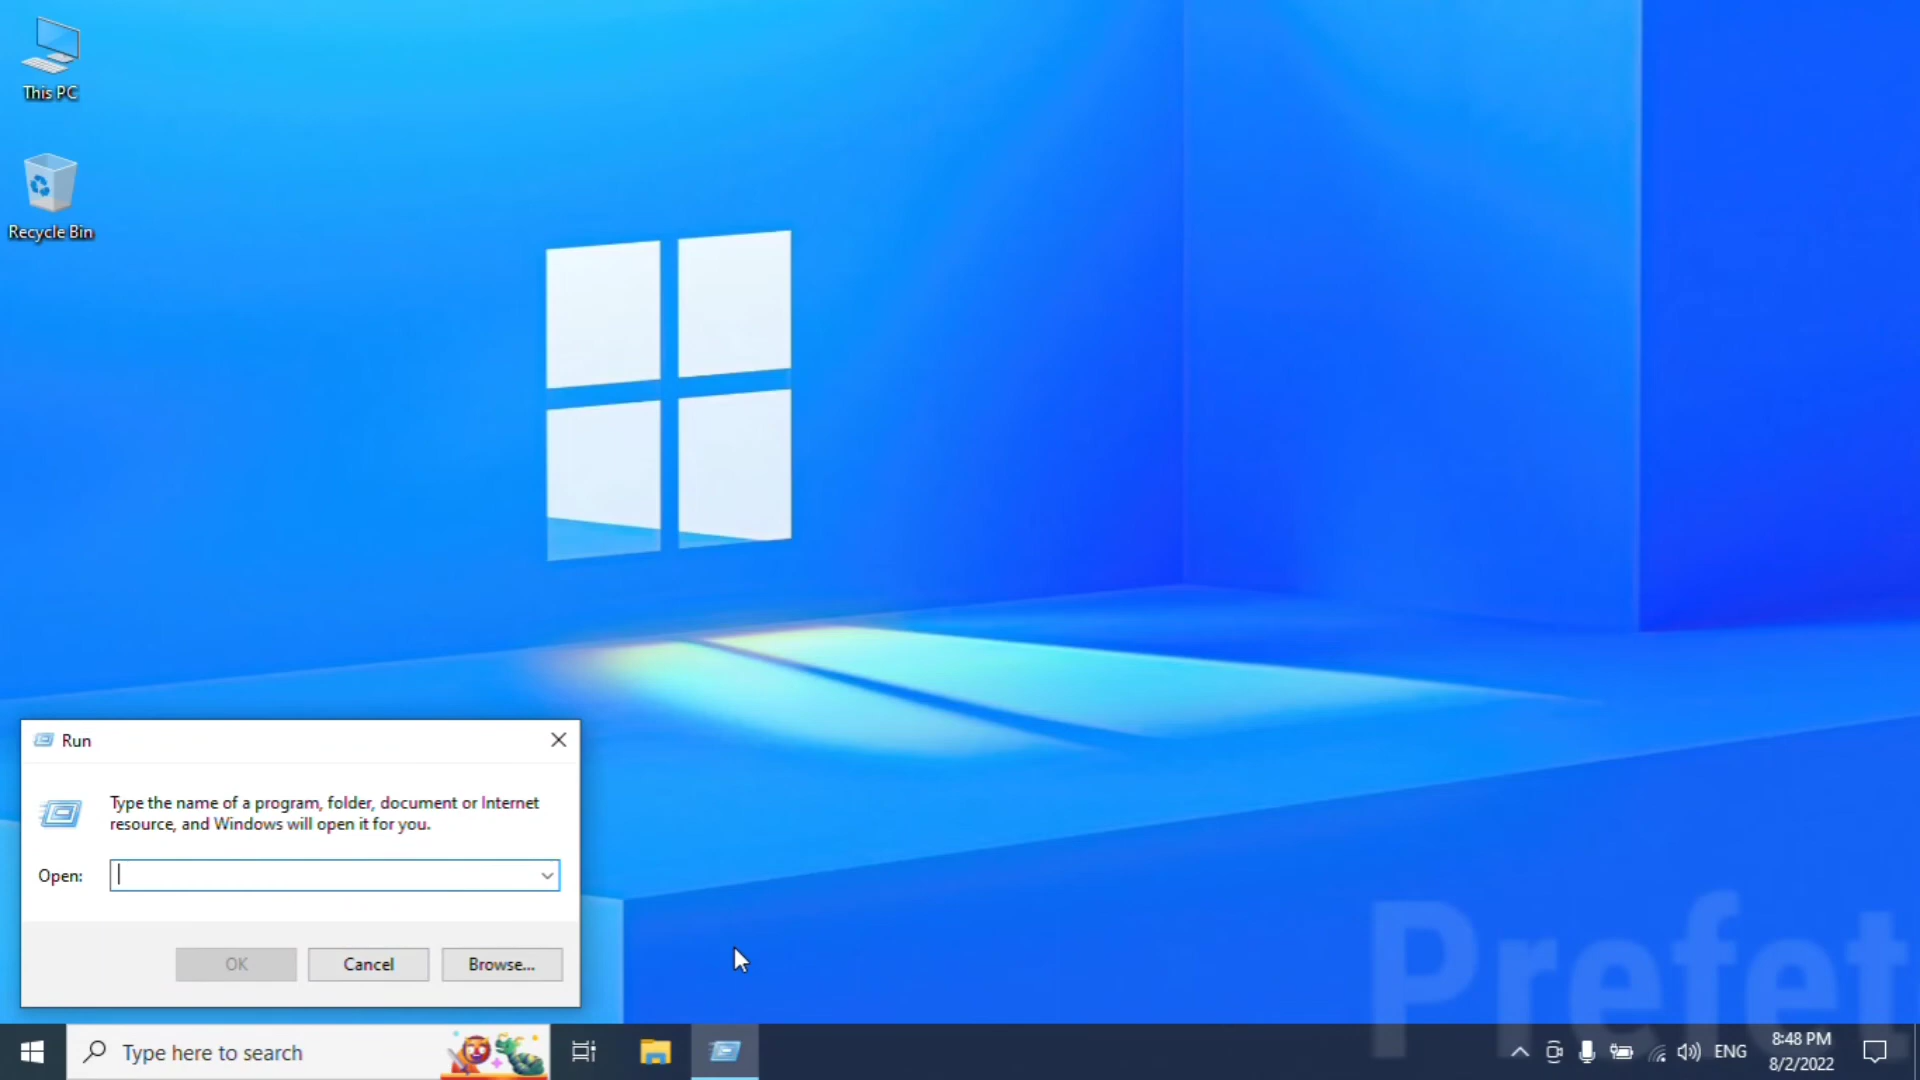 This PC
Recycle Bin
Run
Type the name of a program, folder, document or Internet
resource, and Windows will open it for you.
Open:
OK
Cancel
Browse...
Prefet
Type here to search
ENG
8:48 PM
8/2/2022